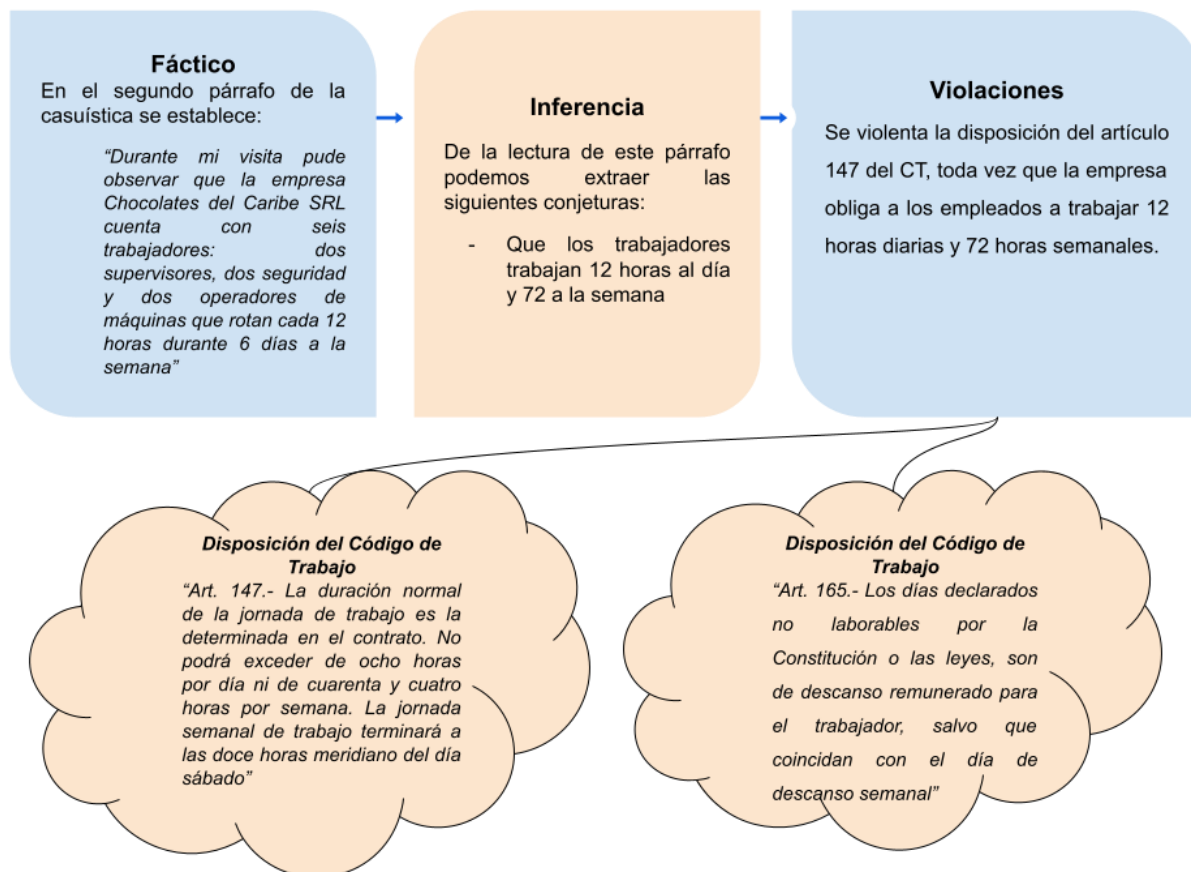 Fáctico
En el segundo párrafo de la
casuística se establece:
“Durante mi visita pude
observar que la empresa
Chocolates del Caribe SRL
cuenta con seis
trabajadores: dos
supervisores, dos seguridad
y dos operadores de
máquinas que rotan cada 12
horas durante 6 días a la
semana”
Inferencia
De la lectura de este párrafo
podemos extraer las
siguientes conjeturas:
- Que los trabajadores
trabajan 12 horas al día
y 72 a la semana
Violaciones
Se violenta la disposición del artículo
147 del CT, toda vez que la empresa
obliga a los empleados a trabajar 12
horas diarias y 72 horas semanales.
Disposición del Código de
Trabajo
“Art. 147.- La duración normal
de la jornada de trabajo es la
determinada en el contrato. No
podrá exceder de ocho horas
por día ni de cuarenta y cuatro
horas por semana. La jornada
semanal de trabajo terminará a
las doce horas meridiano del día
sábado”
Disposición del Código de
Trabajo
“Art. 165.- Los días declarados
no laborables por la
Constitución o las leyes, son
de descanso remunerado para
el trabajador, salvo que
coincidan con el día de
descanso semanal”